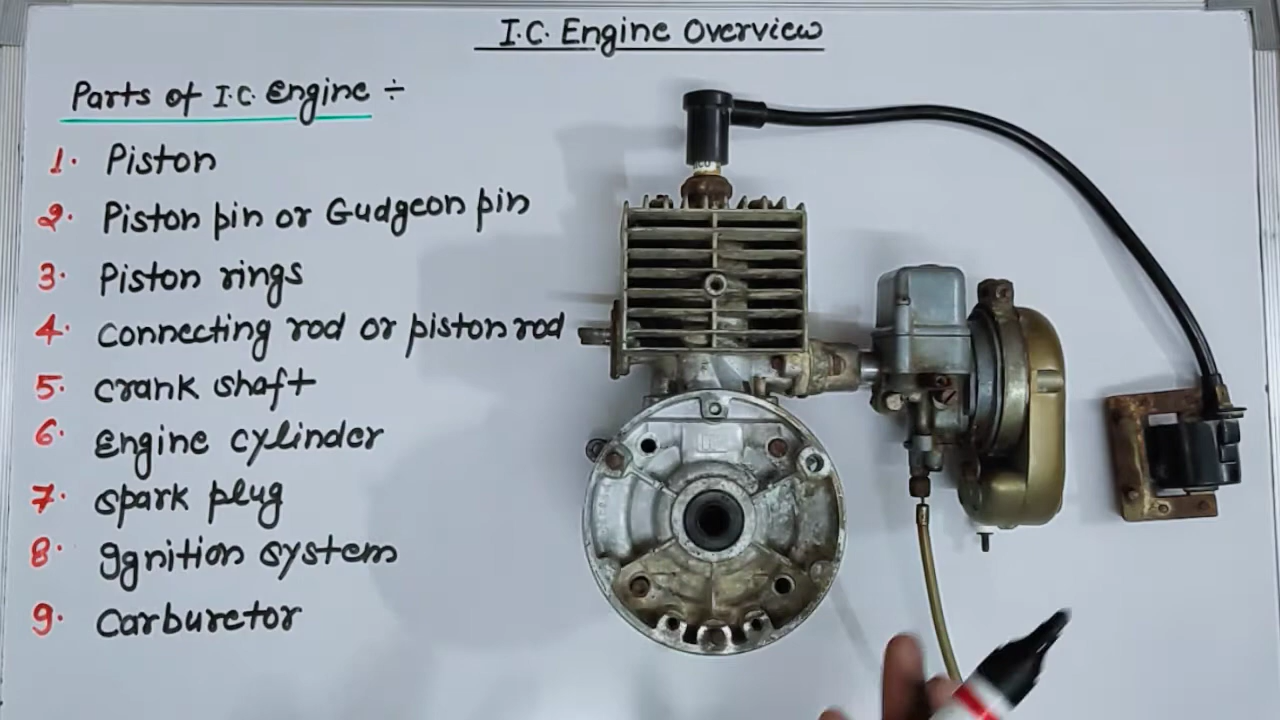 I.C. Engine Overview
Parts of I.C. Engine ÷
1. Piston
2. Piston pin or Gudgeon pin
3. Piston rings
4. Connecting rod or piston rod
5. Crank shaft
6. Engine cylinder
7. Spark plug
8. Ignition system
9. Carburetor